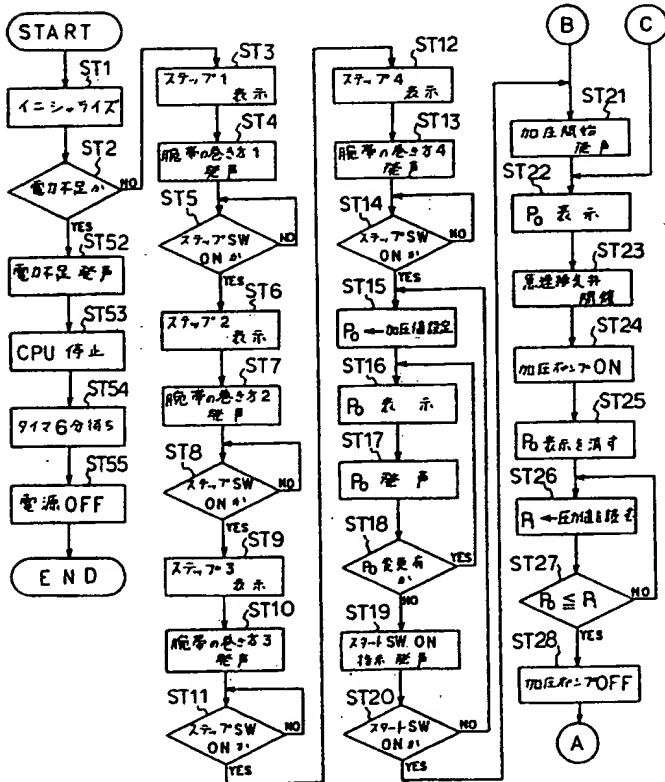 START
ST1
イニシャライズ
ST2
電力不足か
NO
YES
ST52
電力不足発声
ST53
CPU 停止
ST54
タイマ6分待ち
ST55
電源OFF
END
ST3
ステップ1
表示
ST4
腕帯の巻き方1
発声
ST5
ステップSW
ONか
NO
YES
ST6
ステップ2
表示
ST7
腕帯の巻き方2
発声
ST8
ステップSW
ONか
NO
YES
ST9
ステップ3
表示
ST10
腕帯の巻き方3
発声
ST11
ステップSW
ONか
NO
YES
ST12
ステップ4
表示
ST13
腕帯の巻き方4
発声
ST14
ステップSW
ONか
NO
YES
ST15
P₀←加圧値設定
ST16
P₀ 表示
ST17
P₀ 発声
ST18
P₀変更有
か
YES
NO
ST19
スタートSW.ON
指示 発声
ST20
スタートSW
ONか
NO
YES
B
C
ST21
加圧開始
発声
ST22
P₀ 表示
ST23
急速排気弁
閉鎖
ST24
加圧ポンプON
ST25
P₀表示を消す
ST26
P₁←圧力値を読む
ST27
P₀≦P₁
NO
YES
ST28
加圧ポンプOFF
A